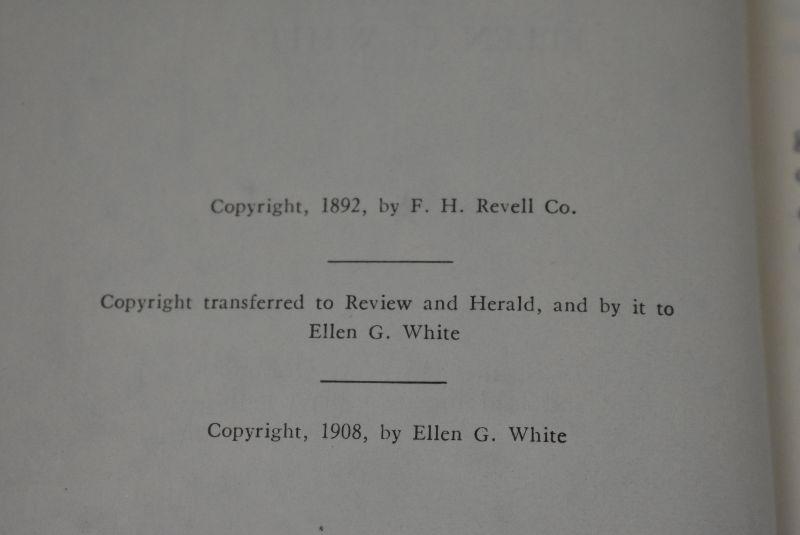 Copyright, 1892, by F. H. Revell Co.
Copyright transferred to Review and Herald, and by it to
Ellen G. White
Copyright, 1908, by Ellen G. White